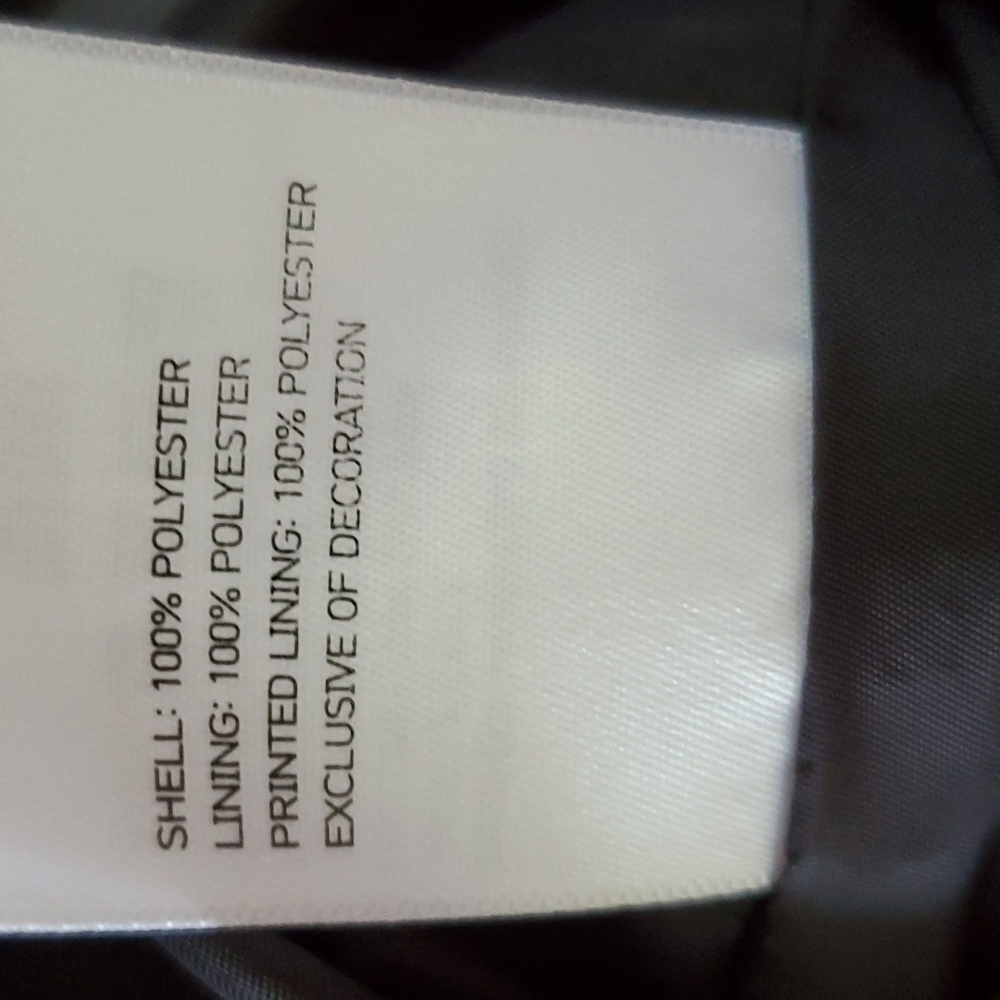 SHELL: 100% POLYESTER
LINING: 100% POLYESTER
PRINTED LINING: 100% POLYESTER
EXCLUSIVE OF DECORATION